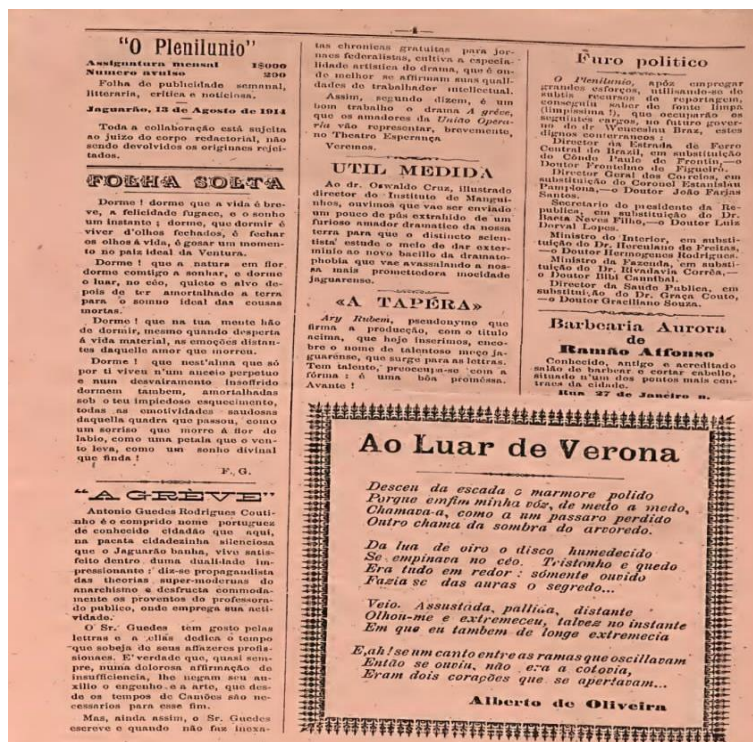 —4—
"O Plenilunio"
Assignatura mensal 1$000
Numero avulso 200
Folha de publicidade semanal,
litteraria, critica e noticiosa.
Jaguarão, 13 de Agosto de 1914
Toda a collaboração está sujeita
ao juizo do corpo redactorial, não
sendo devolvidos os originaes rejei-
tados.
FOLHA SOLTA
Dorme ! dorme que a vida é bre-
ve, a felicidade fugace, e o sonho
um instante ; dorme, que dormir é
viver d'olhos fechados, é fechar
os olhos á vida, é gosar um momen-
to no paiz ideal da Ventura.
Dorme ! que a natura em flor
dorme comtigo a sonhar, e dorme
o luar, no céo, quieto e alvo de-
pois de ter amortalhado a terra
para o somno ideal das cousas
mortas.
Dorme ! que na tua mente hão
de dormir, mesmo quando desperta
á vida material, as emoções distan-
tes daquelle amor que morreu.
Dorme ! que nest'alma que só
por ti viveu n'um anceio perpetuo
e num desvairamento insoffrido
dormem tambem, amortalhadas
sob o teu impiedoso esquecimento,
todas as emotividades saudosas
daquella quadra que passou, como
um sorriso que morre á flor do
labio, como uma petala que o ven-
to leva, como um sonho divinal
que finda !
F. G.
"A GRÈVE"
Antonio Guedes Rodrigues Couti-
nho é o comprido nome portuguez
de conhecido cidadão que aqui,
na pacata cidadezinha silenciosa
que o Jaguarão banha, vive satis-
feito dentro duma dualidade im-
pressionante : diz-se propagandista
das theorias super-modernas do
anarchismo e desfructa commoda-
mente os proventos do professora-
do publico, onde emprega sua acti-
vidade.
O Sr. Guedes tem gosto pelas
lettras e a ellas dedica o tempo
que sobeja de seus affazeres profis-
sionaes. E' verdade que, quasi sem-
pre, numa dolorosa affirmação de
insufficiencia, lhe negam seu au-
xilio o engenho e a arte, que des-
de os tempos de Camões são ne-
cessarios para esse fim.
Mas, ainda assim, o Sr. Guedes
escreve e quando não faz inexa-
tas chronicas gratuitas para jor-
naes federalistas, cultiva a especia-
lidade artistica do drama, que é on-
de melhor se affirmam suas quali-
dades de trabalhador intellectual.
Assim, segundo dizem, é um
bom trabalho o drama A gréve,
que os amadores da União Opera-
ria vão representar, brevemente,
no Theatro Esperança
Veremos.
UTIL MEDIDA
Ao dr. Oswaldo Cruz, illustrado
director do Instituto de Mangui-
nhos, ouvimos que vae ser enviado
um pouco de pús extrahido de um
furioso amador dramatico da nossa
terra para que o distincto scien-
tista estude o meio de dar exter-
minio ao novo bacillo da dramato-
phobia que vae avassalando a nos-
sa mais promettedora mocidade
jaguarense.
«A TAPÉRA»
Ary Rubem, pseudonymo que
firma a producção, com o titulo
acima, que hoje inserimos, enco-
bre o nome de talentoso moço ja-
guarense, que surge para as letras.
Tem talento, preoccupa-se com a
fórma : é uma bôa proméssa.
Avante !
Furo politico
O Plenilunio, apóz empregar
grandes esforços, utilisando-se de
subtis recursos de reportagem,
conseguiu saber de fonte limpa
(limpissima !), que occuparão os
seguintes cargos, no futuro gover-
no do dr Wenceslau Braz, estes
dignos conterraneos :
Director da Estrada de Ferro
Central do Brazil, em substituição
do Conde Paulo de Frontin,—o
Doutor Frontelmo de Figueiró.
Director Geral dos Correios, em
substituição do Coronel Estanislau
Pamplona,—o Doutor João Farias
Santos.
Secretario do presidente da Re-
publica, em substituição do Dr.
Baeta Neves Filho,—o Doutor Luiz
Dorval Lopes.
Ministro do Interior, em substi-
tuição do Dr. Herculano de Freitas,
—o Doutor Hermogenes Rodrigues.
Ministro da Fazenda, em substi-
tuição do Dr. Rivadavia Corrêa,—
o Doutor Bibi Cannibal.
Director da Saude Publica, em
substituição do Dr. Graça Couto,
—o Doutor Graciliano Souza.
Barbearia Aurora
de
Ramão Affonso
Conhecido, antigo e acreditado
salão de barbear e cortar cabello,
situado n'um dos pontos mais cen-
traes da cidade.
Rua 27 de Janeiro n.
Ao Luar de Verona
Desceu da escada o marmore polido
Porque emfim minha vóz, de medo a medo,
Chamava-a, como a um passaro perdido
Outro chama da sombra do arvoredo.
Da lua de oiro o disco humedecido
Se empinava no céo. Tristonho e quedo
Era tudo em redor : sómente ouvido
Fazia se das auras o segredo...
Veio. Assustada, pallida, distante
Olhou-me e extremeceu, talvez no instante
Em que eu tambem de longe extremecia
E, ah ! se um canto entre as ramas que oscillavam
Então se ouviu, não era a cotovia,
Eram dois corações que se apertavam...
Alberto de Oliveira